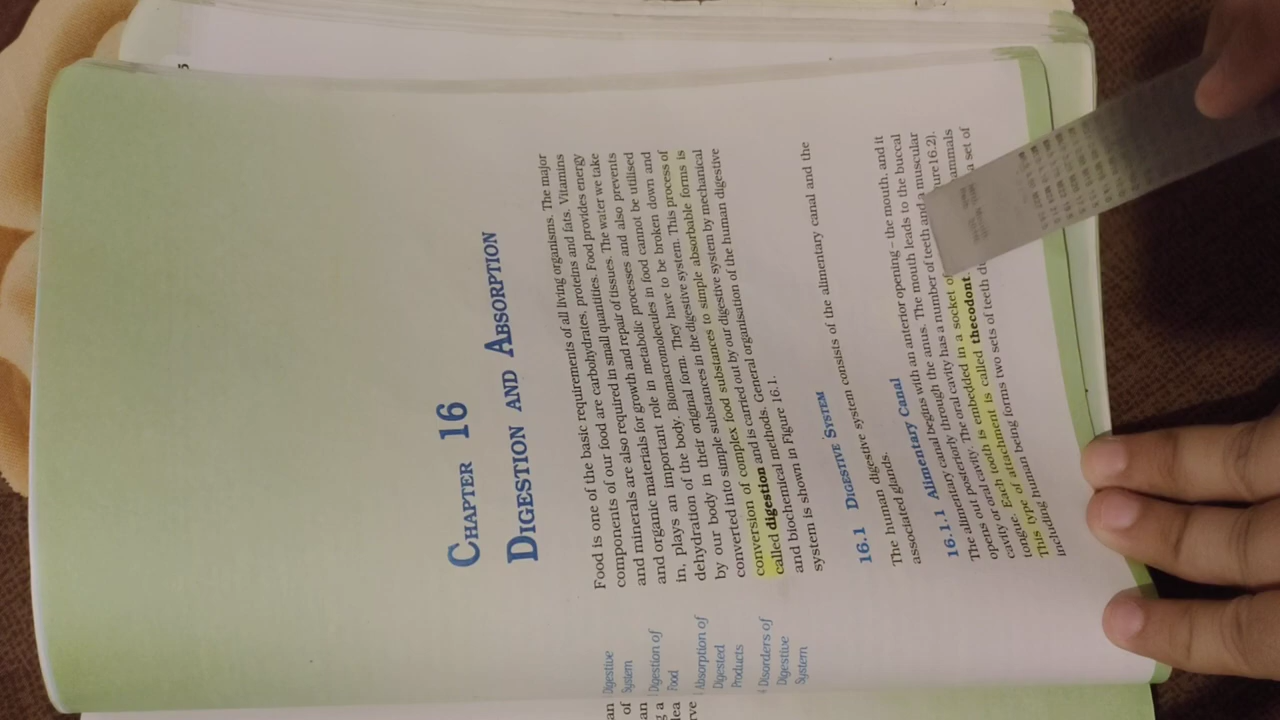 CHAPTER 16
DIGESTION AND ABSORPTION
Digestive
System
Digestion of
Food
Absorption of
Digested
Products
Disorders of
Digestive
System
Food is one of the basic requirements of all living organisms. The major
components of our food are carbohydrates, proteins and fats. Vitamins
and minerals are also required in small quantities. Food provides energy
and organic materials for growth and repair of tissues. The water we take
in, plays an important role in metabolic processes and also prevents
dehydration of the body. Biomacromolecules in food cannot be utilised
by our body in their original form. They have to be broken down and
converted into simple substances in the digestive system. This process of
conversion of complex food substances to simple absorbable forms is
called digestion and is carried out by our digestive system by mechanical
and biochemical methods. General organisation of the human digestive
system is shown in Figure 16.1.
16.1 DIGESTIVE SYSTEM
The human digestive system consists of the alimentary canal and the
associated glands.
16.1.1 Alimentary Canal
The alimentary canal begins with an anterior opening – the mouth, and it
opens out posteriorly through the anus. The mouth leads to the buccal
cavity or oral cavity. The oral cavity has a number of teeth and a muscular
tongue. Each tooth is embedded in a socket of
This type of attachment is called thecodont
including human being forms two sets of teeth a set of